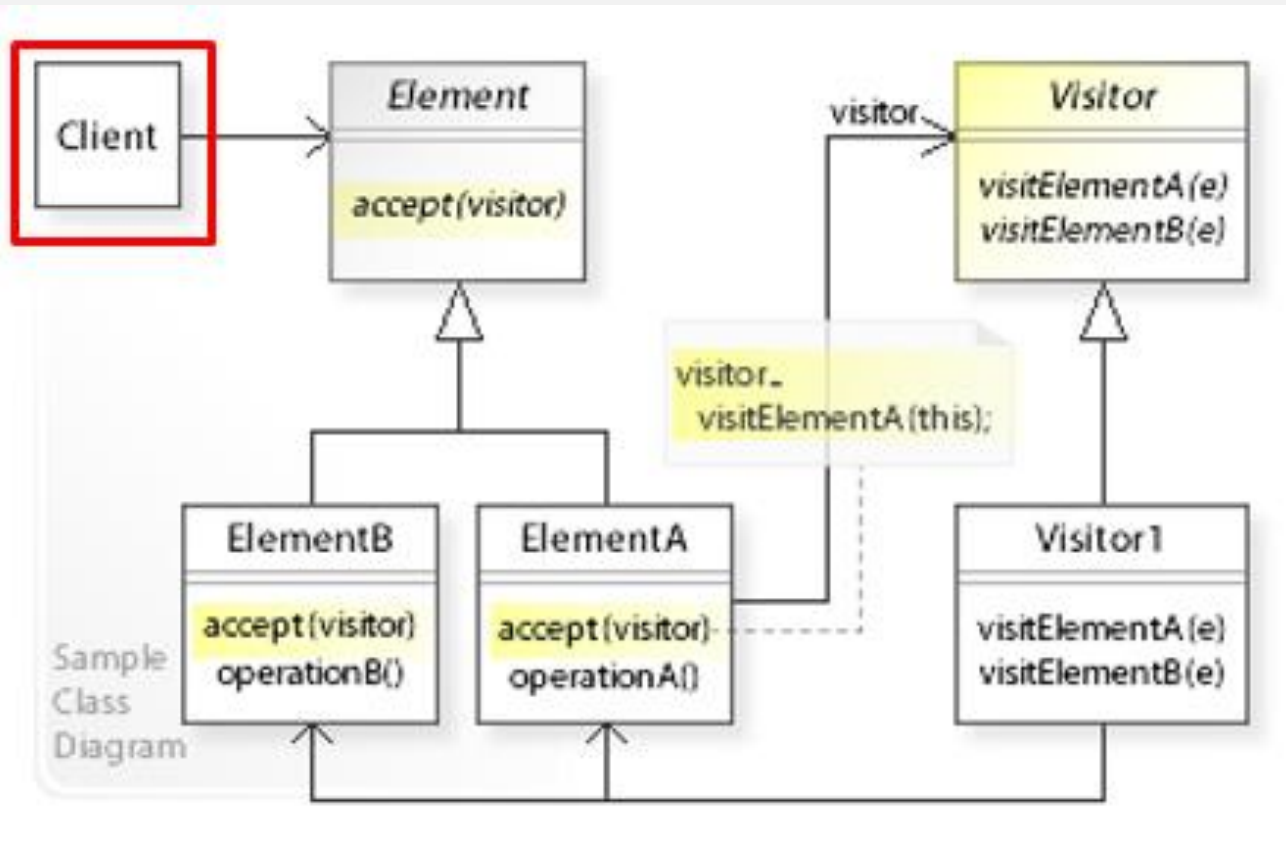 Client
Element
accept(visitor)
visitor
Visitor
visitElementA(e)
visitElementB(e)
visitor.
visitElementA(this);
ElementB
accept(visitor)
operationB()
ElementA
accept(visitor)
operationA()
Visitor1
visitElementA(e)
visitElementB(e)
Sample
Class
Diagram